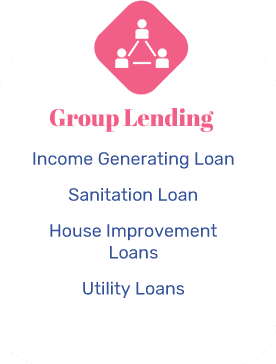 Group Lending
Income Generating Loan
Sanitation Loan
House Improvement
Loans
Utility Loans